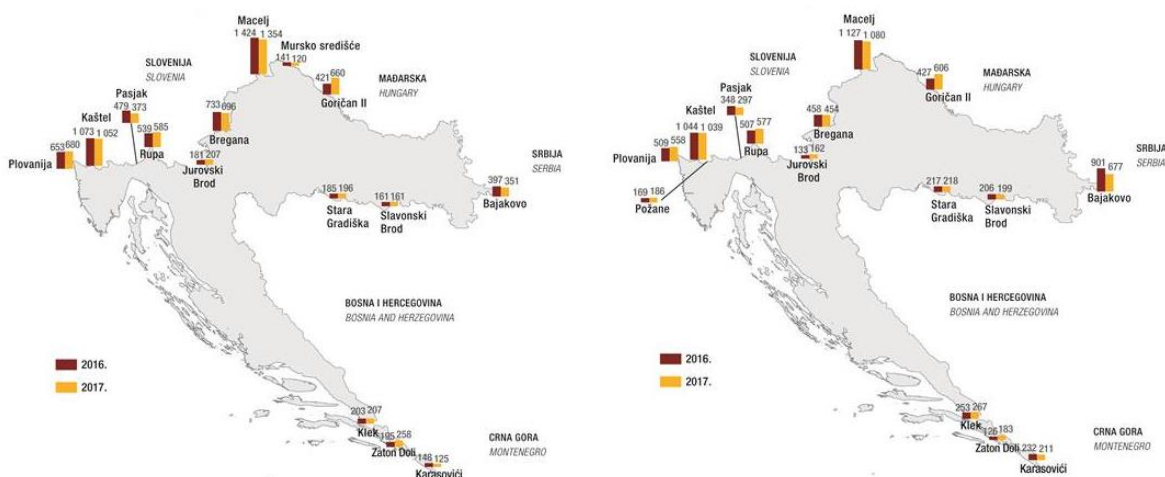 Macelj
1 424 1 354
Mursko središće
141 120
SLOVENIJA
SLOVENIA
421 660
Goričan II
MAĐARSKA
HUNGARY
Pasjak
479 373
Kaštel
1 073 1 052
733 696
Bregana
539 585
Rupa
653 680
Plovanija
181 207
Jurovski
Brod
SRBIJA
SERBIA
397 351
Bajakovo
185 196
Stara
Gradiška
161 161
Slavonski
Brod
BOSNA I HERCEGOVINA
BOSNIA AND HERZEGOVINA
2016.
2017.
203 207
Klek
195 258
Zaton Doli
CRNA GORA
MONTENEGRO
148 125
Karasovići
Macelj
1 127 1 080
SLOVENIJA
SLOVENIA
427 606
Goričan II
MAĐARSKA
HUNGARY
Pasjak
348 297
Kaštel
1 044 1 039
458 454
Bregana
507 577
Rupa
509 558
Plovanija
133 162
Jurovski
Brod
SRBIJA
SERBIA
901 677
Bajakovo
169 186
Požane
217 218
Stara
Gradiška
206 199
Slavonski
Brod
BOSNA I HERCEGOVINA
BOSNIA AND HERZEGOVINA
2016.
2017.
253 267
Klek
183
Zaton Doli
CRNA GORA
MONTENEGRO
232 211
Karasovići